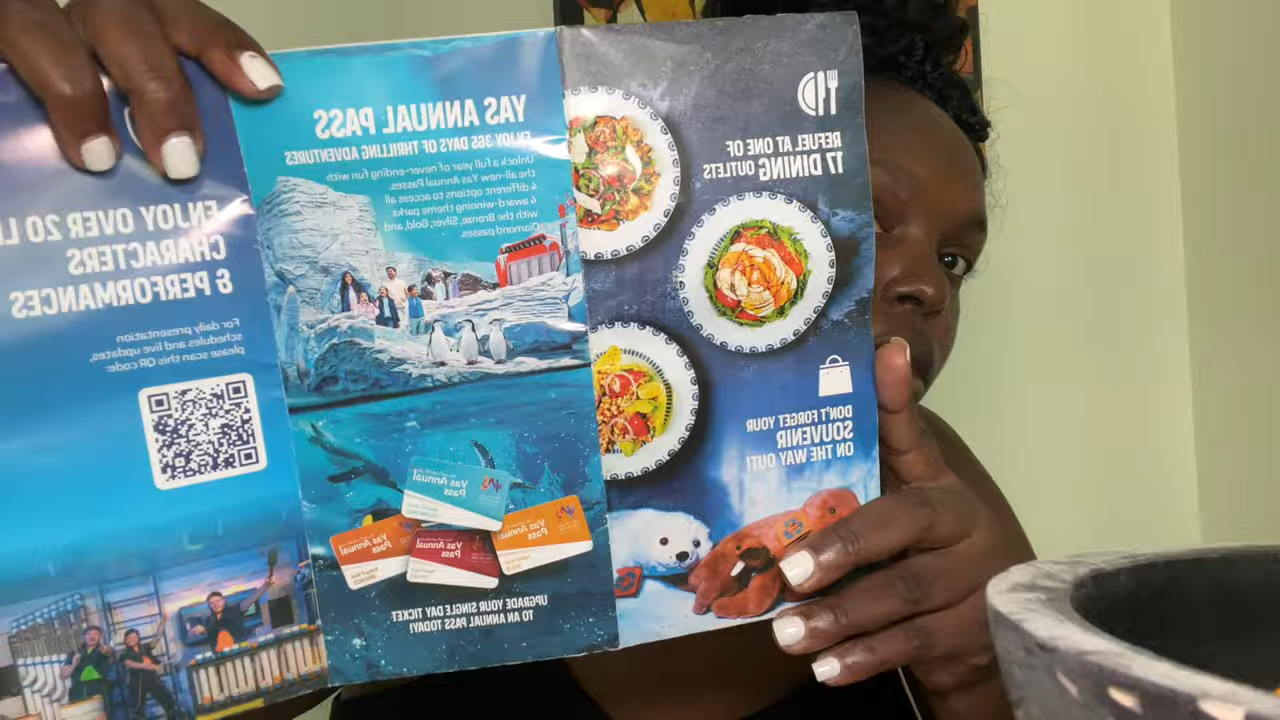 REFUEL AT ONE OF
17 DINING OUTLETS
DON'T FORGET YOUR
SOUVENIR
ON THE WAY OUT!
YAS ANNUAL PASS
ENJOY 365 DAYS OF THRILLING ADVENTURES
Unlock a full year of never-ending fun with
the all-new Yas Annual Passes.
4 different options to access all
4 award-winning theme parks
with the Bronze, Silver, Gold, and
Diamond passes.
Yas Annual
Pass
Yas Annual
Pass
Yas Annual
Pass
Yas Annual
Pass
UPGRADE YOUR SINGLE DAY TICKET
TO AN ANNUAL PASS TODAY!
ENJOY OVER 20
CHARACTERS
& PERFORMANCES
For daily presentation
schedules and live updates,
please scan this QR code: